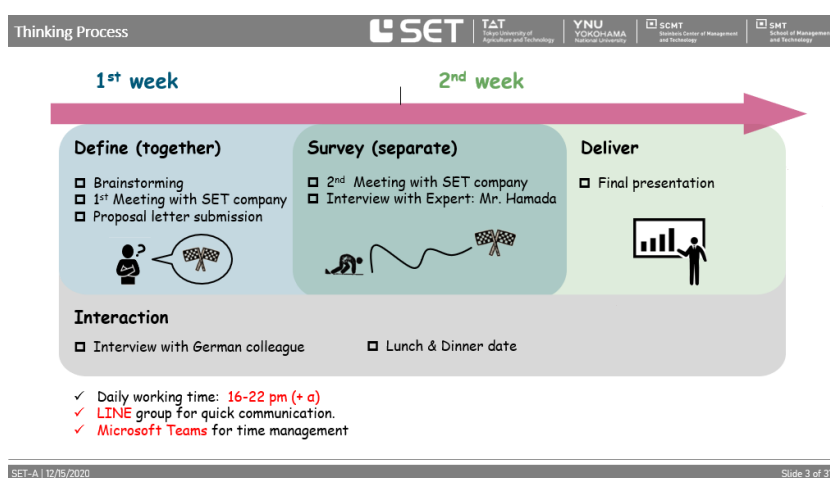 Thinking Process
SET
TAT
Tokyo University of
Agriculture and Technology
YNU
YOKOHAMA
National University
SCMT
Steinbeis Center of Management
and Technology
SMT
School of Management
and Technology
1st week
2nd week
Define (together)
Brainstorming
1st Meeting with SET company
Proposal letter submission
Survey (separate)
2nd Meeting with SET company
Interview with Expert: Mr. Hamada
Deliver
Final presentation
?
Interaction
Interview with German colleague
Lunch & Dinner date
✓ Daily working time: 16-22 pm (+ a)
✓ LINE group for quick communication.
✓ Microsoft Teams for time management
SET-A | 12/15/2020
Slide 3 of 3